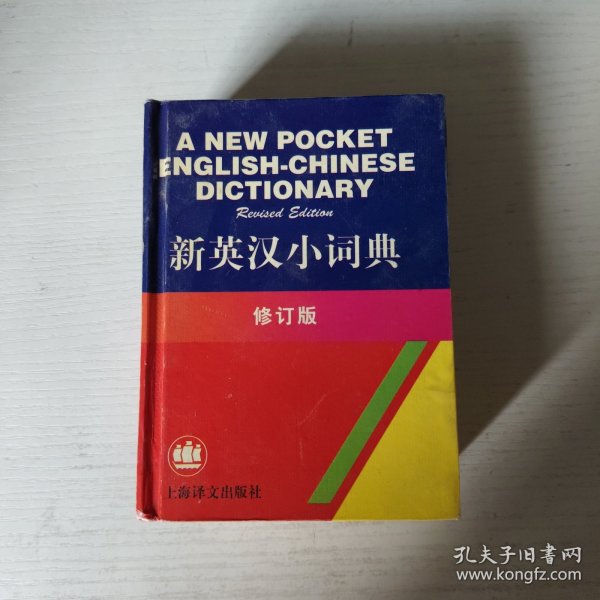 A NEW POCKET
ENGLISH-CHINESE
DICTIONARY
Revised Edition
新英汉小词典
修订版
上海译文出版社
孔夫子旧书网
www.kongfz.com